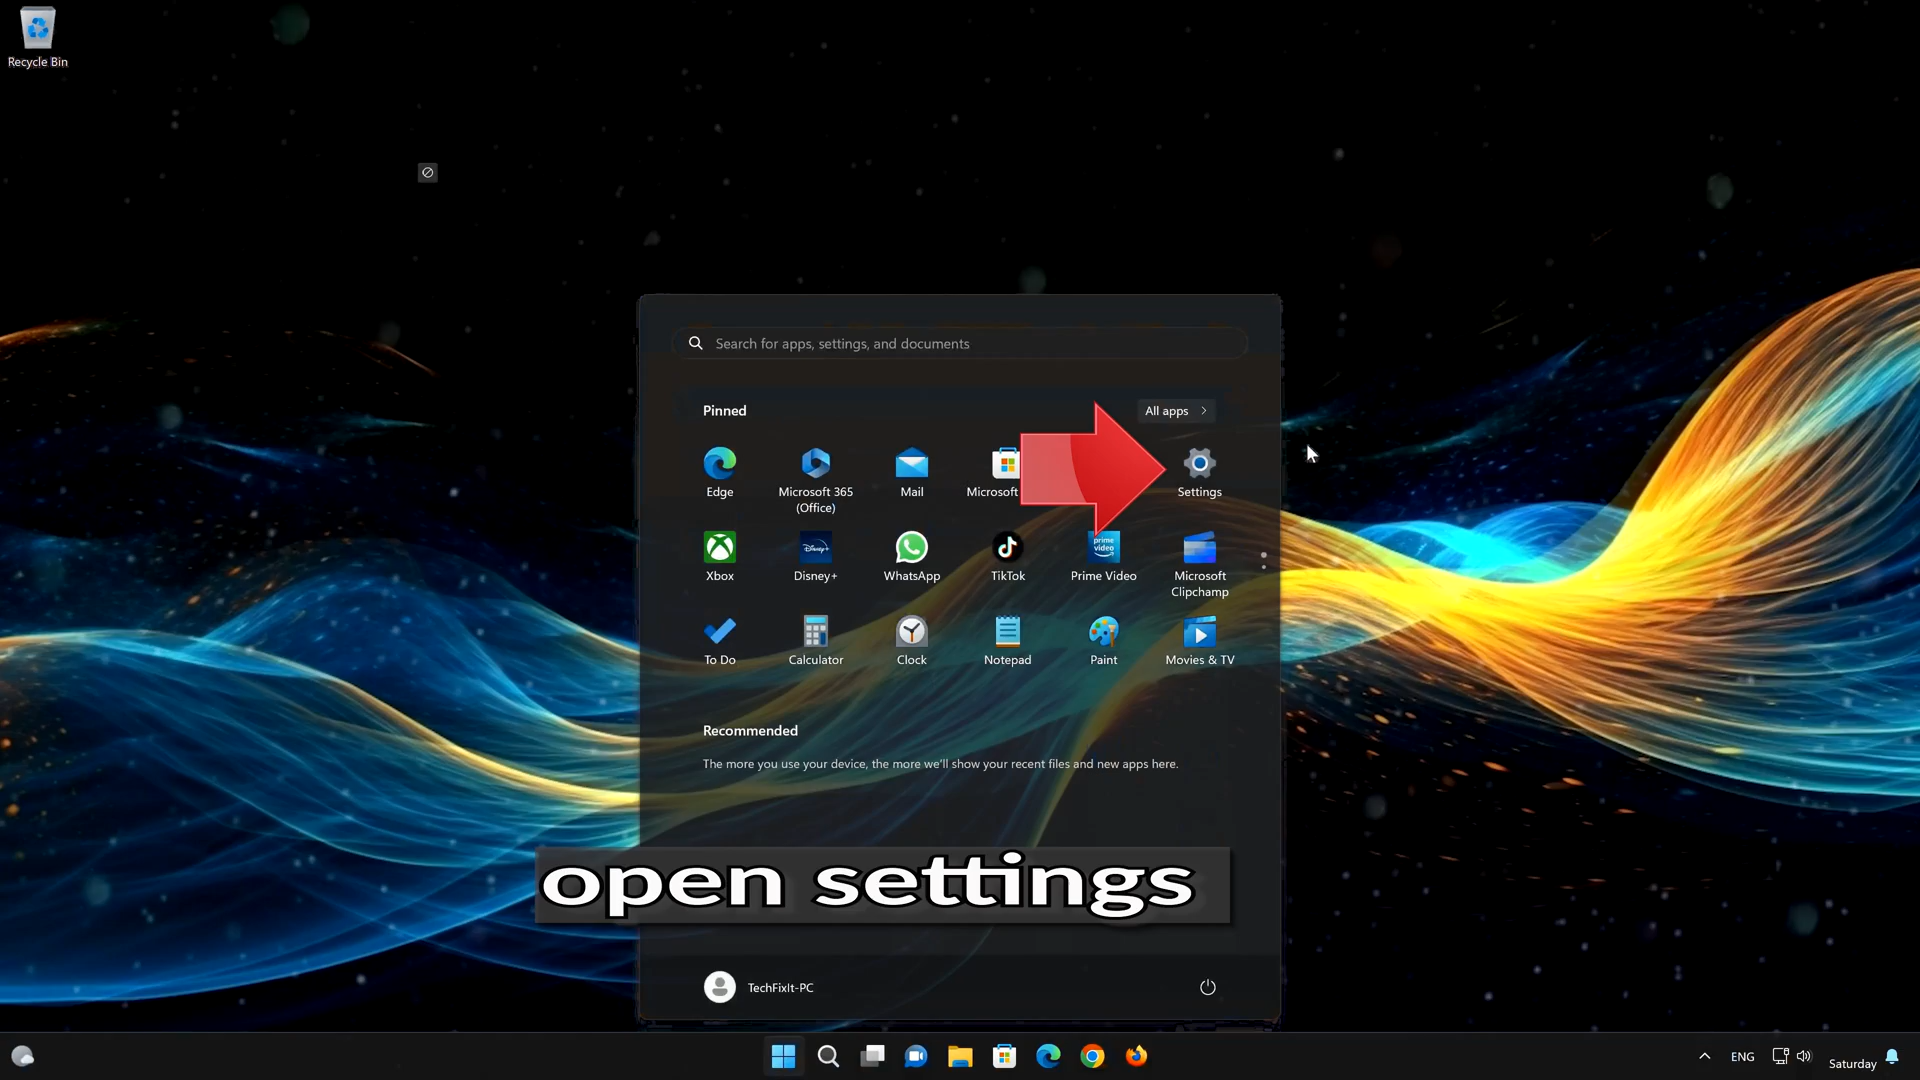 Recycle Bin
Search for apps, settings, and documents
Pinned
All apps
Edge
Microsoft 365
(Office)
Mail
Microsoft
Settings
Xbox
Disney+
Disney+
WhatsApp
TikTok
prime
video
Prime Video
Microsoft
Clipchamp
To Do
Calculator
Clock
Notepad
Paint
Movies & TV
Recommended
The more you use your device, the more we'll show your recent files and new apps here.
open settings
TechFixIt-PC
ENG
Saturday